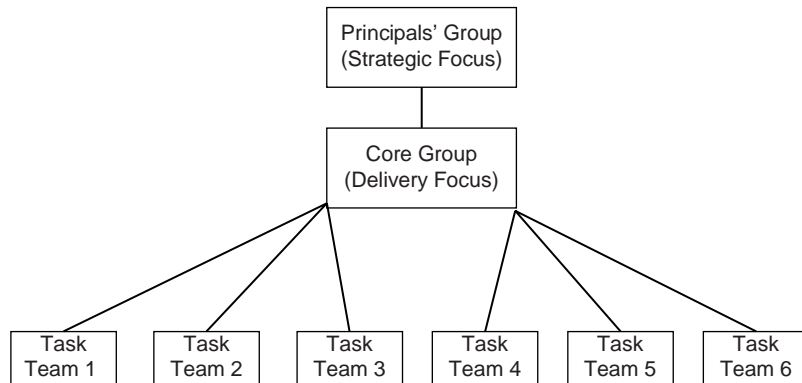 Principals’ Group
(Strategic Focus)
Core Group
(Delivery Focus)
Task
Team 1
Task
Team 2
Task
Team 3
Task
Team 4
Task
Team 5
Task
Team 6